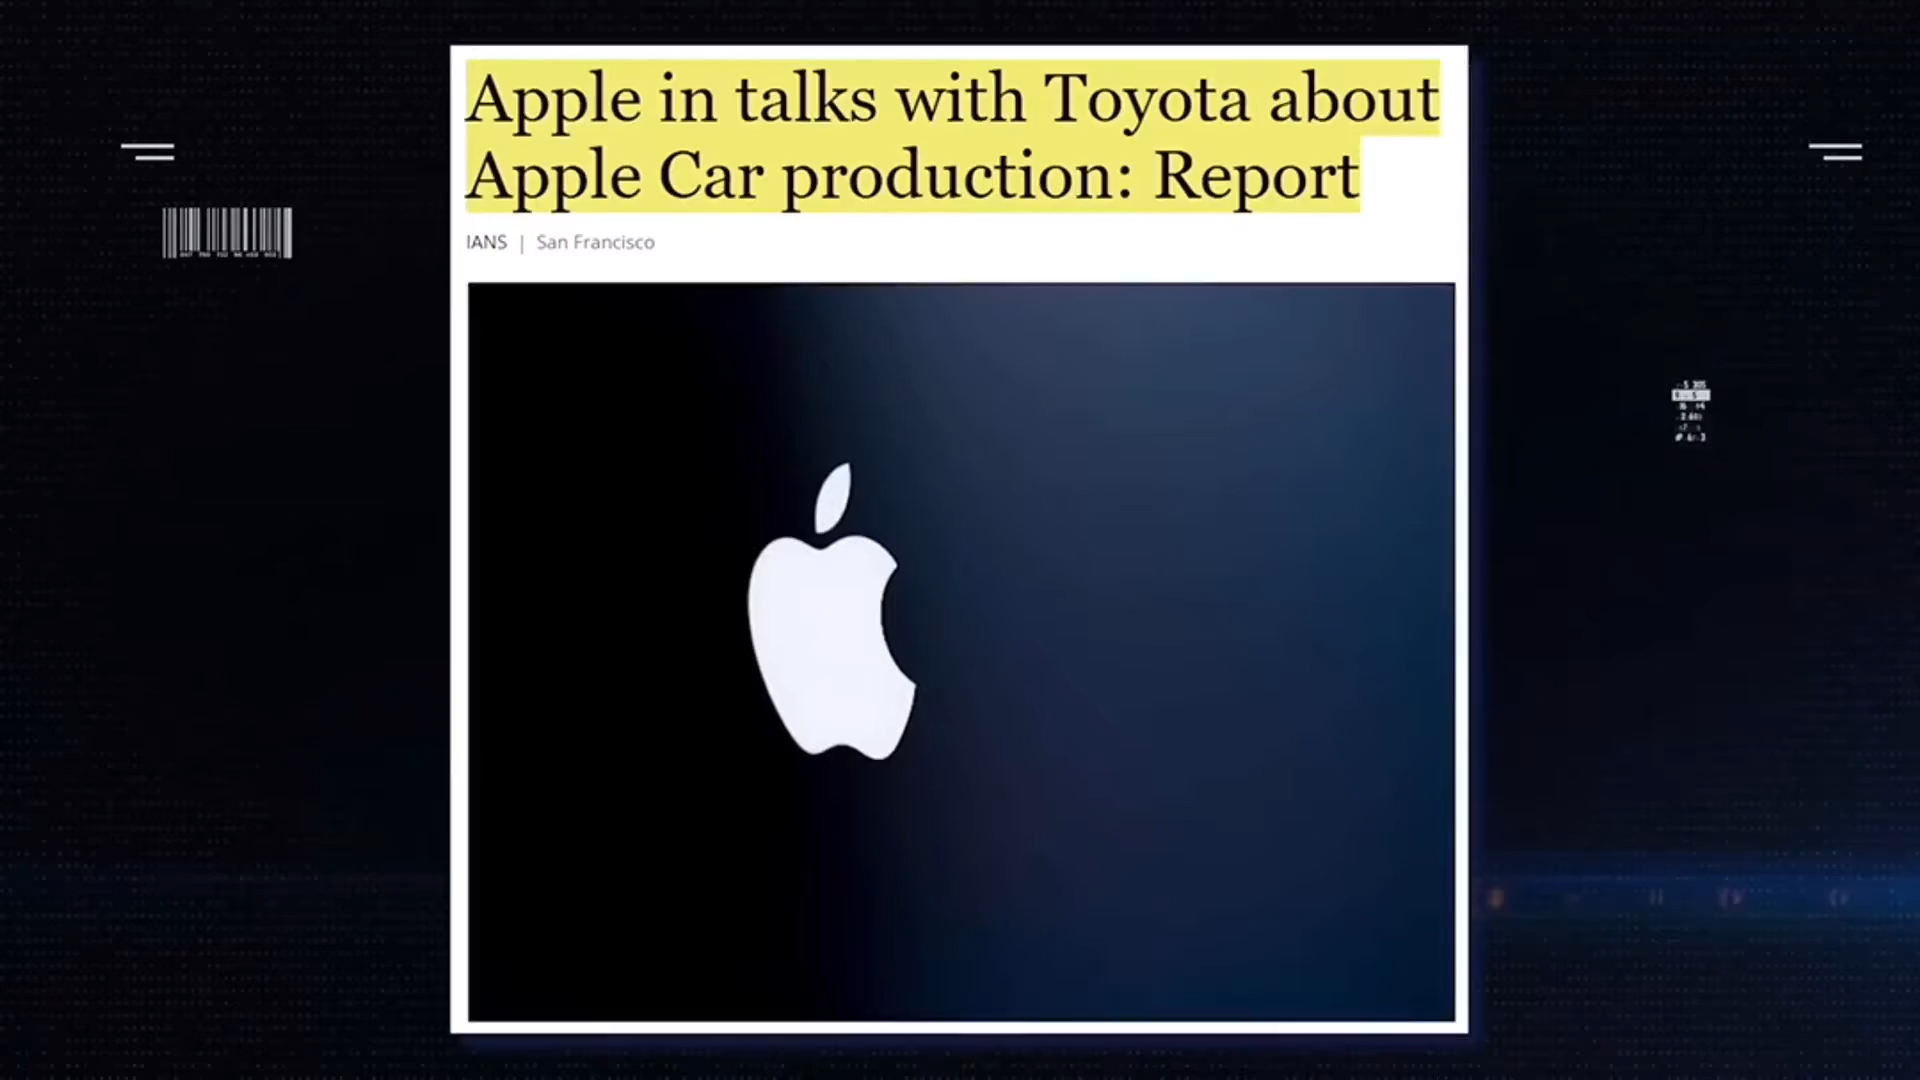 Apple in talks with Toyota about
Apple Car production: Report
IANS | San Francisco